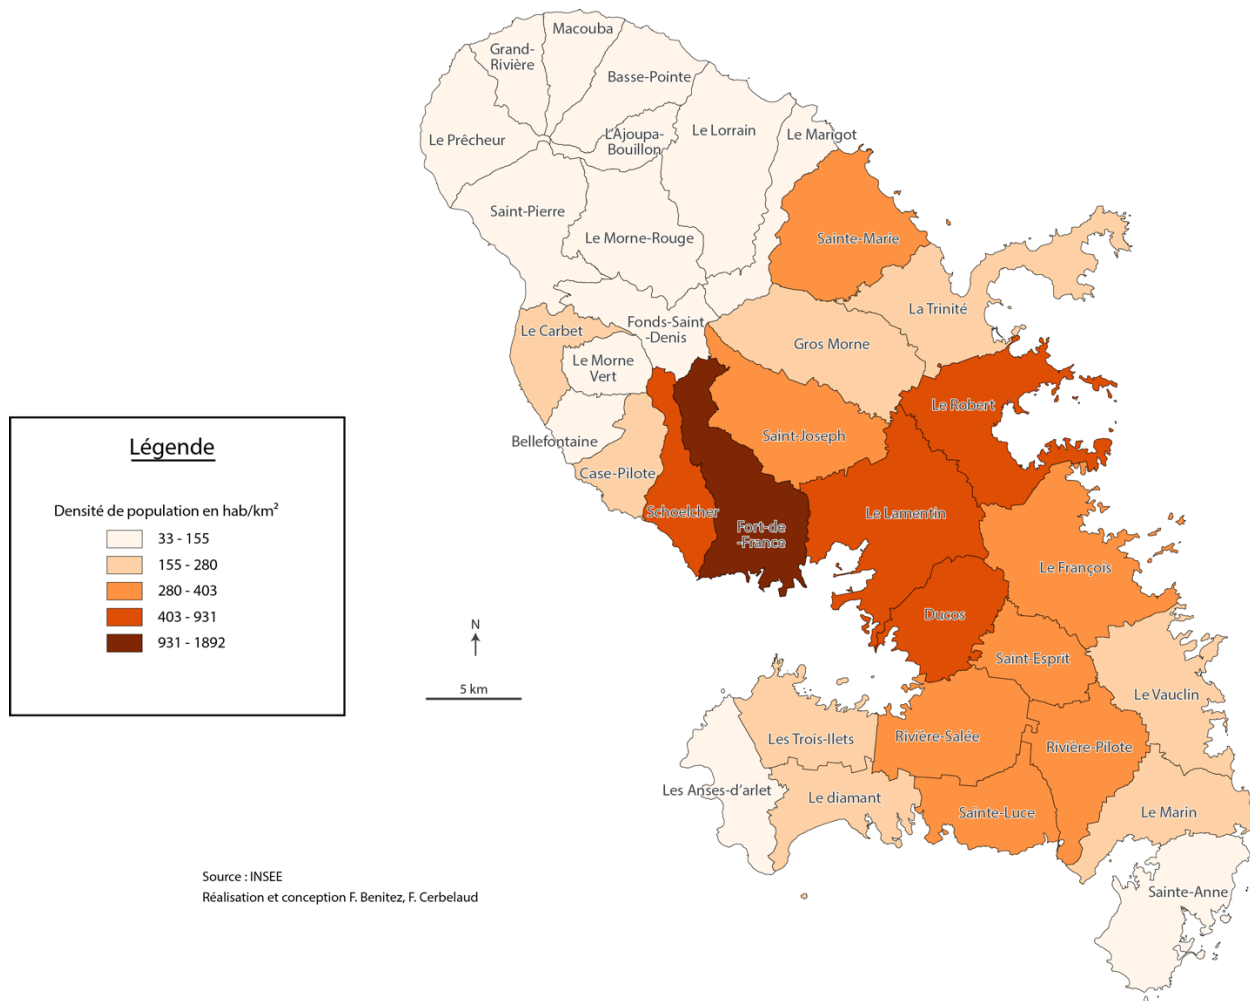 Macouba
Grand-
Rivière
Basse-Pointe
Le Prêcheur
L'Ajoupa-
Bouillon
Le Lorrain
Le Marigot
Saint-Pierre
Le Morne-Rouge
Sainte-Marie
La Trinité
Le Carbet
Fonds-Saint
-Denis
Gros Morne
Le Morne
Vert
Le Robert
Bellefontaine
Saint-Joseph
Case-Pilote
Schoelcher
Fort-de
-France
Le Lamentin
Le François
Ducos
Saint-Esprit
Le Vauclin
Les Trois-Ilets
Rivière-Salée
Rivière-Pilote
Les Anses-d'arlet
Le diamant
Sainte-Luce
Le Marin
Sainte-Anne
Légende
Densité de population en hab/km²
33 - 155
155 - 280
280 - 403
403 - 931
931 - 1892
N
5 km
Source : INSEE
Réalisation et conception F. Benitez, F. Cerbelaud